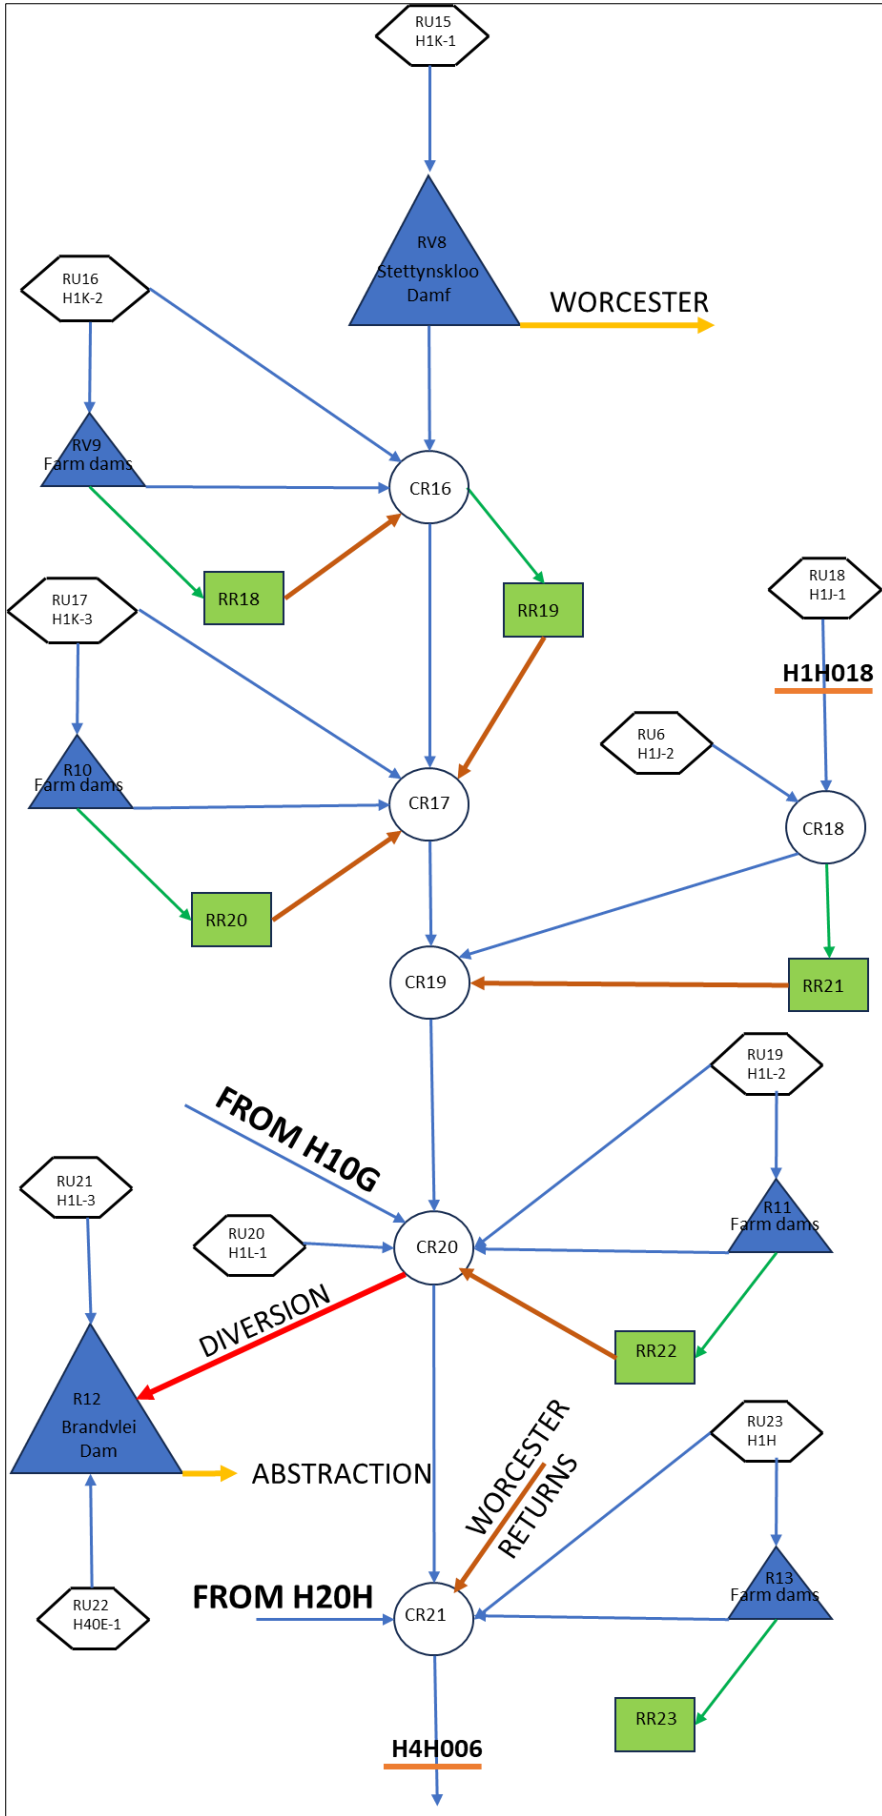 RU15
H1K-1
RV8
Stettynskloo
Damf
WORCESTER
RU16
H1K-2
RV9
Farm dams
CR16
RR18
RR19
RU17
H1K-3
RU18
H1J-1
H1H018
RU6
H1J-2
R10
Farm dams
CR17
CR18
RR20
CR19
RR21
RU19
H1L-2
FROM H10G
RU21
H1L-3
RU20
H1L-1
CR20
R11
Farm dams
DIVERSION
RR22
R12
Brandvlei
Dam
ABSTRACTION
WORCESTER
RETURNS
RU23
H1H
RU22
H40E-1
FROM H20H
CR21
R13
Farm dams
RR23
H4H006